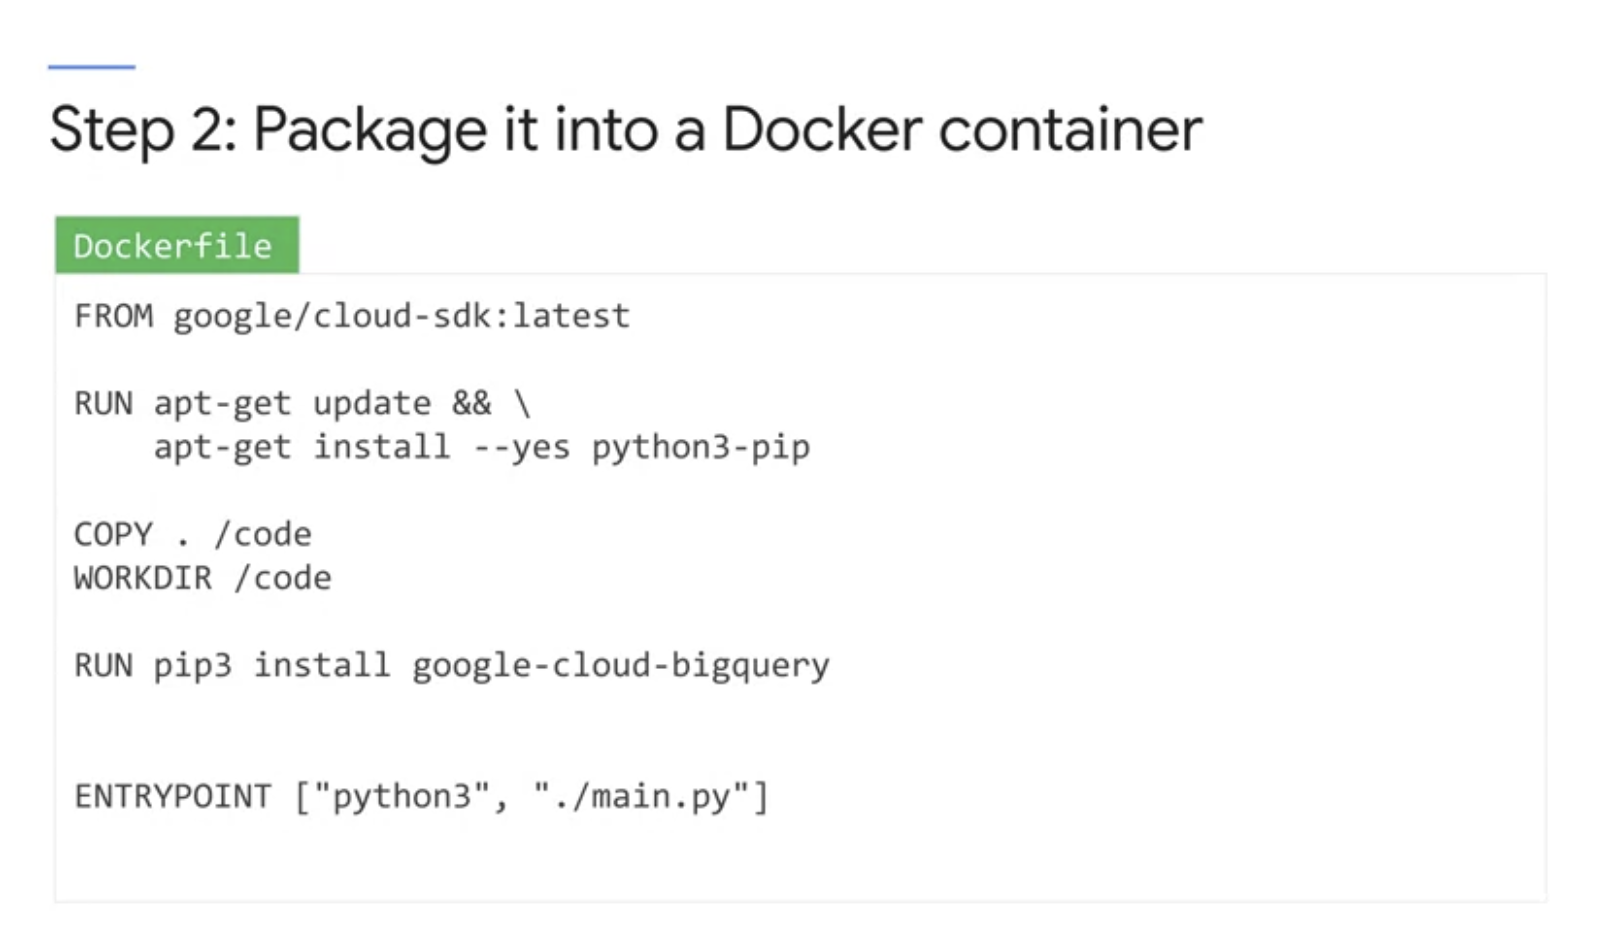 Step 2: Package it into a Docker container
Dockerfile
FROM google/cloud-sdk:latest
RUN apt-get update && \
apt-get install --yes python3-pip
COPY . /code
WORKDIR /code
RUN pip3 install google-cloud-bigquery
ENTRYPOINT ["python3", "./main.py"]